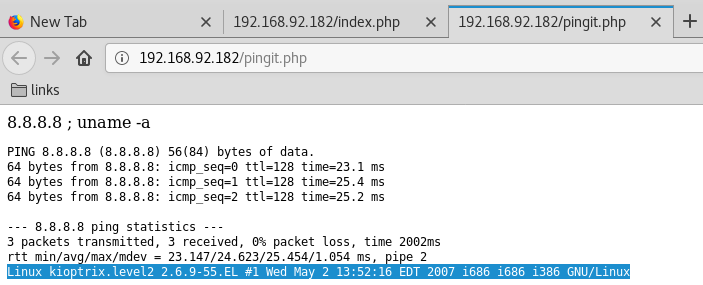 New Tab
192.168.92.182/index.php
192.168.92.182/pingit.php
192.168.92.182/pingit.php
links
8.8.8.8 ; uname -a
PING 8.8.8.8 (8.8.8.8) 56(84) bytes of data.
64 bytes from 8.8.8.8: icmp_seq=0 ttl=128 time=23.1 ms
64 bytes from 8.8.8.8: icmp_seq=1 ttl=128 time=25.4 ms
64 bytes from 8.8.8.8: icmp_seq=2 ttl=128 time=25.2 ms
--- 8.8.8.8 ping statistics ---
3 packets transmitted, 3 received, 0% packet loss, time 2002ms
rtt min/avg/max/mdev = 23.147/24.623/25.454/1.054 ms, pipe 2
Linux kioptrix.level2 2.6.9-55.EL #1 Wed May 2 13:52:16 EDT 2007 i686 i686 i386 GNU/Linux